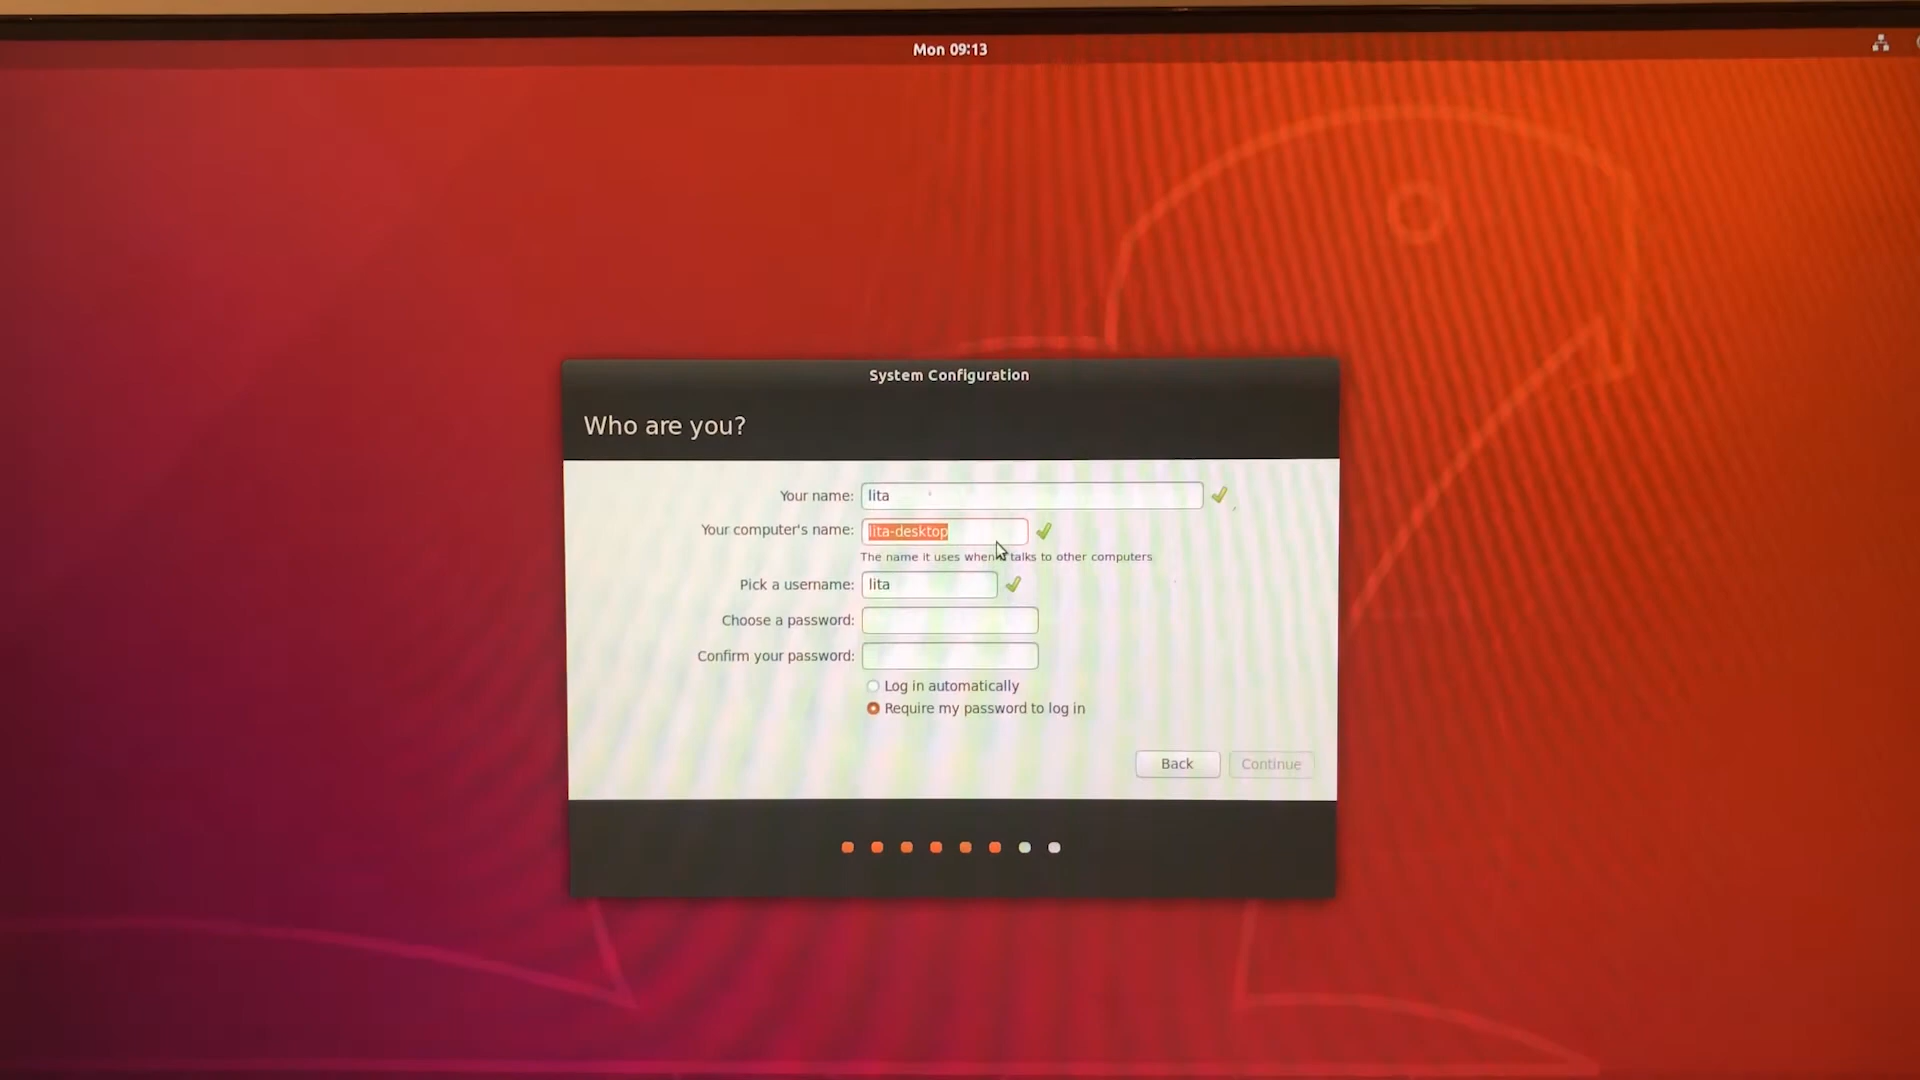 Mon 09:13
System Configuration
Who are you?
Your name: lita
Your computer's name: lita-desktop
The name it uses when talks to other computers
Pick a username: lita
Choose a password:
Confirm your password:
Log in automatically
Require my password to log in
Back Continue